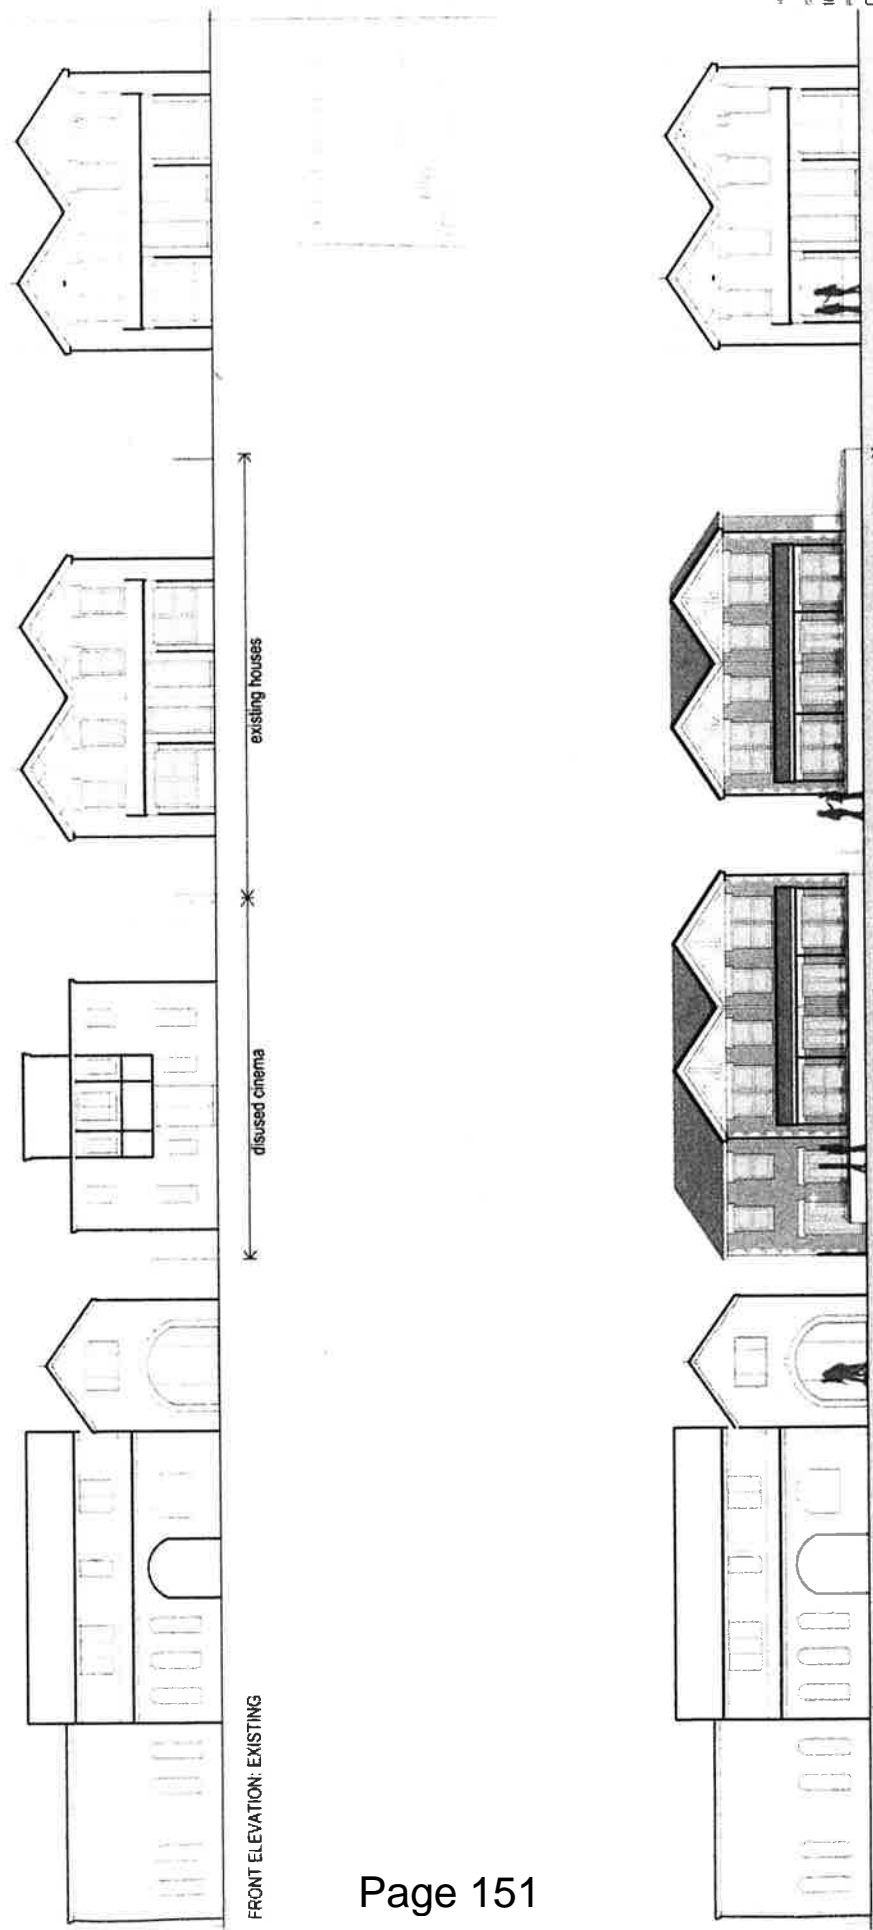 disused cinema
existing houses
FRONT ELEVATION: EXISTING
Page 151